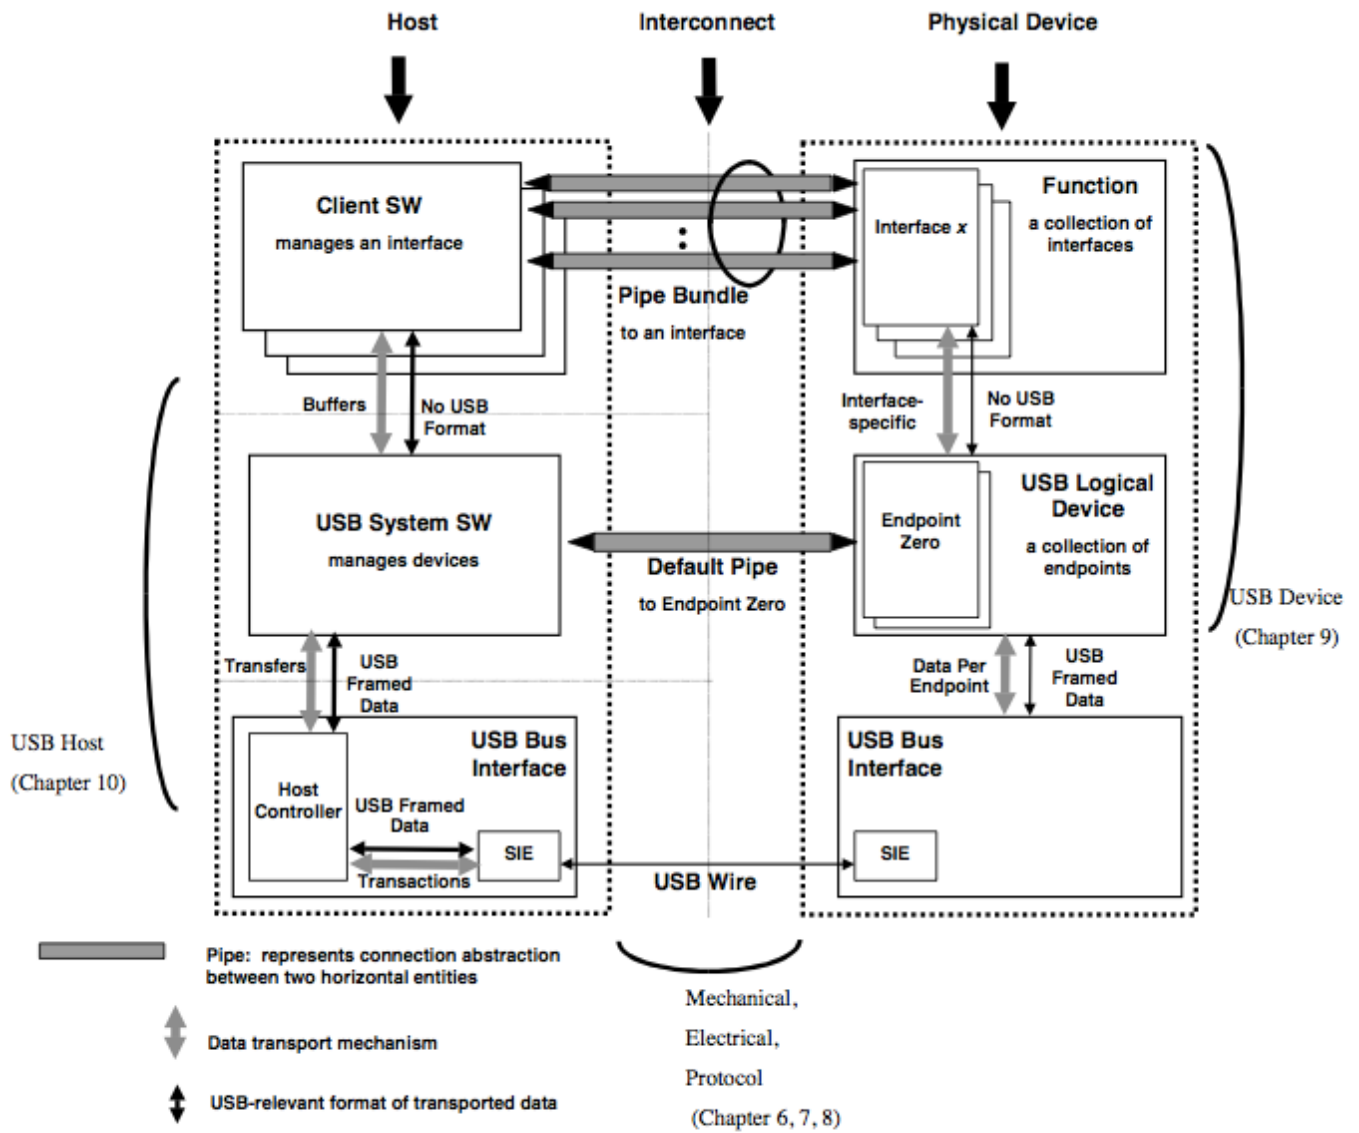 Host
Interconnect
Physical Device
Client SW
manages an interface
Pipe Bundle
to an interface
Interface x
Function
a collection of
interfaces
Buffers
No USB
Format
Interface-
specific
No USB
Format
USB System SW
manages devices
Default Pipe
to Endpoint Zero
Endpoint
Zero
USB Logical
Device
a collection of
endpoints
USB Device
(Chapter 9)
Transfers
USB
Framed
Data
Data Per
Endpoint
USB
Framed
Data
USB Host
(Chapter 10)
Host
Controller
USB Bus
Interface
USB Framed
Data
Transactions
SIE
USB Wire
USB Bus
Interface
SIE
Pipe: represents connection abstraction
between two horizontal entities
Data transport mechanism
USB-relevant format of transported data
Mechanical,
Electrical,
Protocol
(Chapter 6, 7, 8)